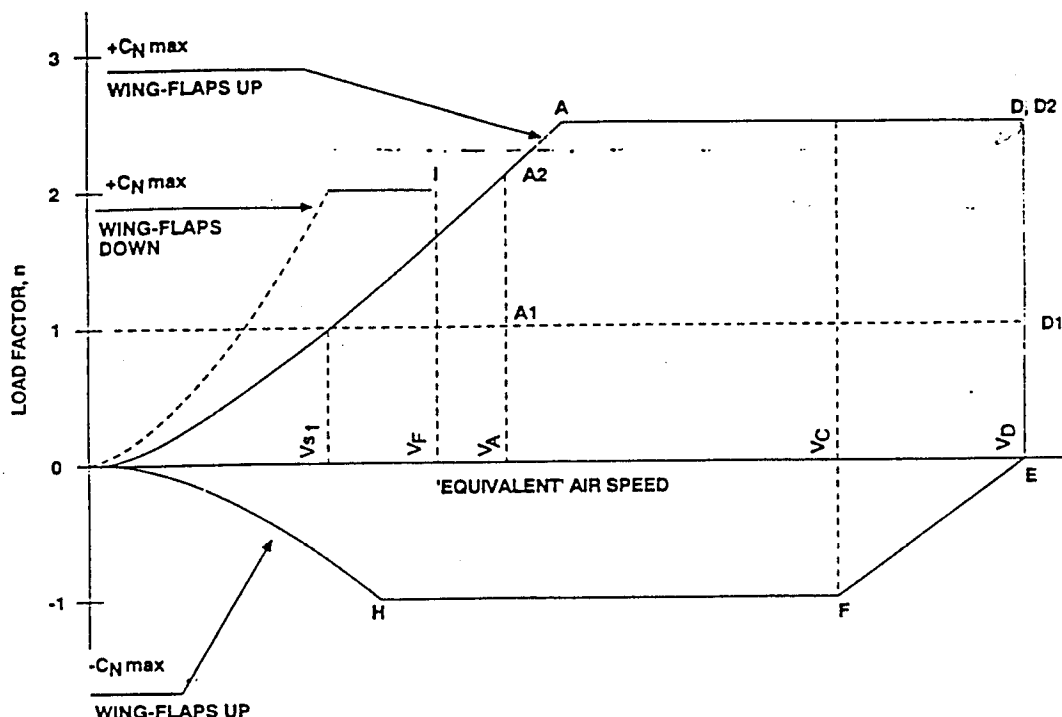 3
+CN max
WING-FLAPS UP
A
D, D2
+CN max
2
I
A2
WING-FLAPS
DOWN
LOAD FACTOR, n
1
A1
D1
Vs1
VF
VA
VC
VD
0
'EQUIVALENT' AIR SPEED
E
-1
H
F
-CN max
WING-FLAPS UP